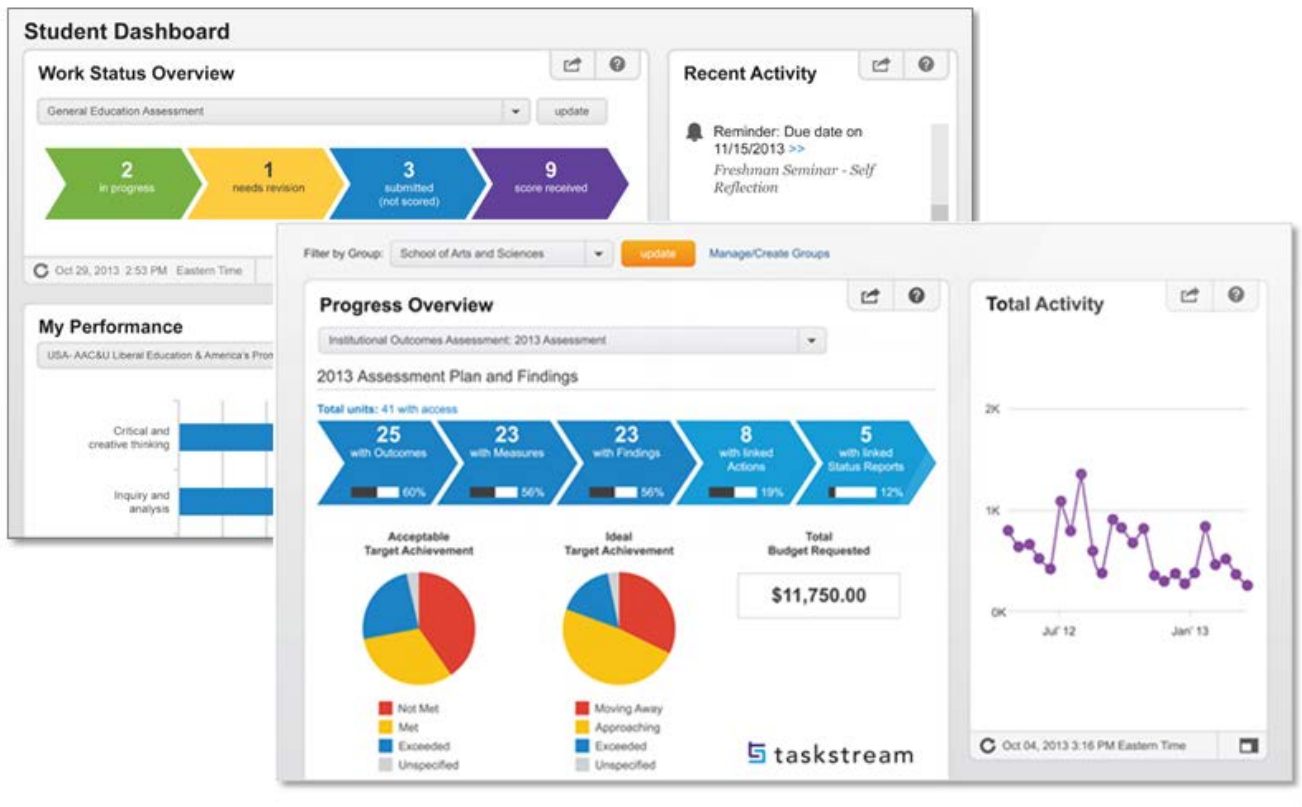 Student Dashboard
Work Status Overview
General Education Assessment
update
2
in progress
1
needs revision
3
submitted
(not scored)
9
score received
Oct 29, 2013 2:53 PM Eastern Time
Recent Activity
Reminder: Due date on
11/15/2013 >>
Freshman Seminar - Self
Reflection
My Performance
USA- AAC&U Liberal Education & America's
Critical and
creative thinking
Inquiry and
analysis
Filter by Group: School of Arts and Sciences
update
Manage/Create Groups
Progress Overview
Institutional Outcomes Assessment: 2013 Assessment
2013 Assessment Plan and Findings
Total units: 41 with access
25
with Outcomes
60%
23
with Measures
56%
23
with Findings
56%
8
with linked
Actions
19%
5
with linked
Status Reports
12%
Acceptable
Target Achievement
Not Met
Met
Exceeded
Unspecified
Ideal
Target Achievement
Moving Away
Approaching
Exceeded
Unspecified
Total
Budget Requested
$11,750.00
taskstream
Total Activity
2K
1K
0K
Jul' 12
Jan' 13
Oct 04, 2013 3:16 PM Eastern Time